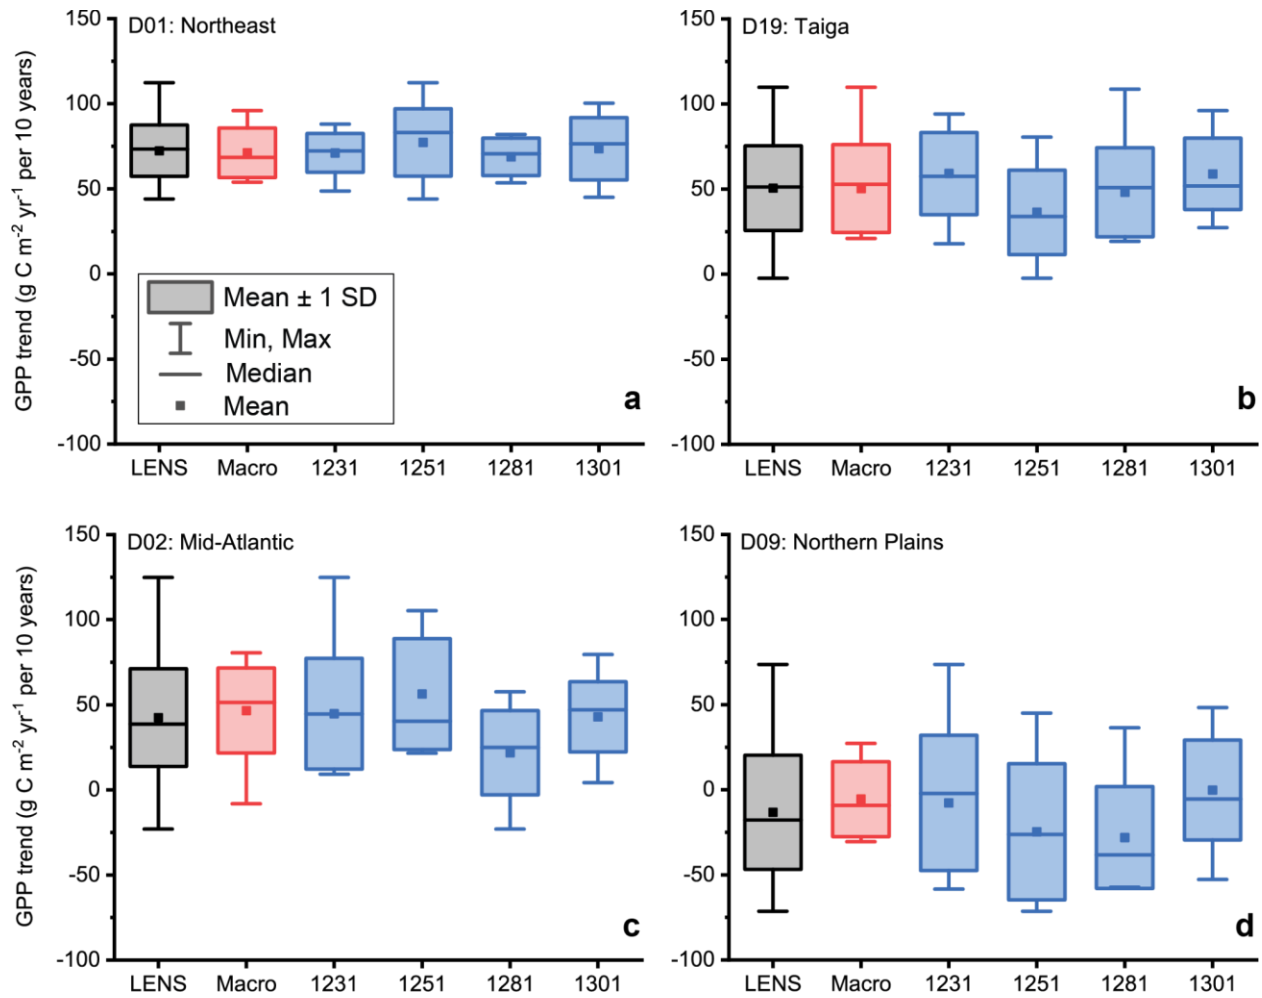 D01: Northeast
GPP trend (g C m⁻² yr⁻¹ per 10 years)
150
100
50
0
-50
-100
Mean ± 1 SD
Min, Max
Median
Mean
a
LENS Macro 1231 1251 1281 1301
D19: Taiga
150
100
50
0
-50
-100
b
LENS Macro 1231 1251 1281 1301
D02: Mid-Atlantic
GPP trend (g C m⁻² yr⁻¹ per 10 years)
150
100
50
0
-50
-100
c
LENS Macro 1231 1251 1281 1301
D09: Northern Plains
150
100
50
0
-50
-100
d
LENS Macro 1231 1251 1281 1301